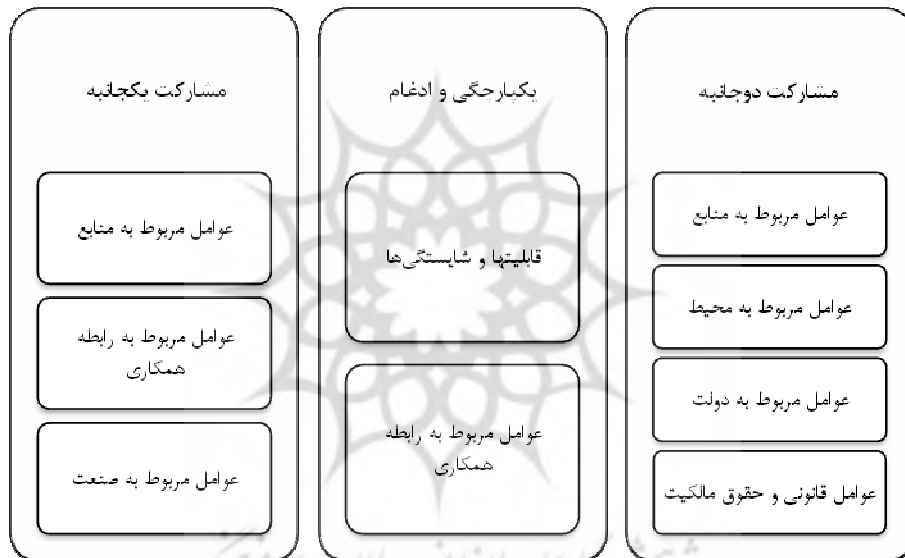 مشارکت دوجانبه
عوامل مربوط به منابع
عوامل مربوط به محیط
عوامل مربوط به دولت
عوامل قانونی و حقوق مالکیت
یکپارچگی و ادغام
قابلیتها و شایستگی‌ها
عوامل مربوط به رابطه
همکاری
مشارکت یکجانبه
عوامل مربوط به منابع
عوامل مربوط به رابطه
همکاری
عوامل مربوط به صنعت